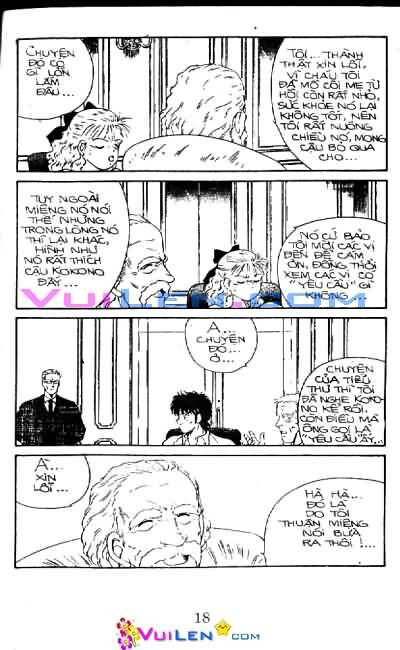 CHUYỆN
ĐÓ CÓ
GÌ LỚN
LẮM
ĐÂU...
TÔI... THÀNH
THẬT XIN LỖI,
VÌ CHÁU TÔI
ĐÃ MỒ CÔI MẸ TỪ
HỒI CÒN RẤT NHỎ,
SỨC KHỎE NÓ LẠI
KHÔNG TỐT, NÊN
TÔI RẤT NUÔNG
CHIỀU NÓ, MONG
CẬU BỎ QUA
CHO...
TUY NGOÀI
MIỆNG NÓ NÓI
THẾ NHƯNG
TRONG LÒNG NÓ
THÌ LẠI KHÁC,
HÌNH NHƯ
NÓ RẤT THÍCH
CẬU KOKONO
ĐẤY...
NÓ CỨ BẢO
TÔI MỜI CÁC VỊ
ĐẾN ĐỂ CẢM
ƠN, ĐỒNG THỜI
XEM CÁC VỊ CÓ
"YÊU CẦU" GÌ
KHÔNG
VuiLen.com
A...
CHUYỆN
ĐÓ...
Ờ...
CHUYỆN
CỦA TIỂU
THƯ THÌ TÔI
ĐÃ NGHE KOKO-
NO KỂ RỒI,
CÒN ĐIỀU MÀ
ÔNG GỌI LÀ
"YÊU CẦU" ẤY...
À...
XIN
LỖI...
HÀ HÀ...
ĐÓ LÀ
DO TÔI
THUẬN MIỆNG
NÓI BỪA
RA THÔI!...
18
VuiLen.com